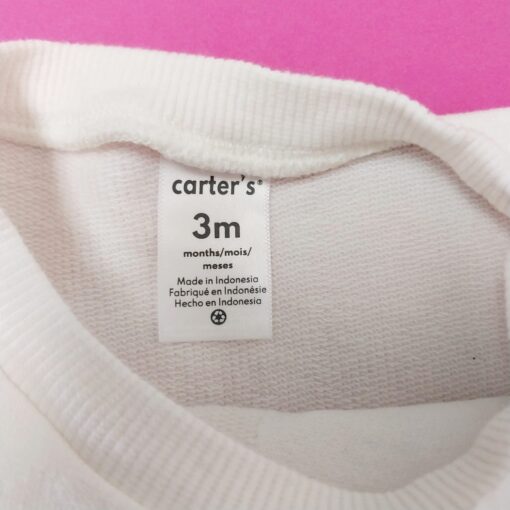 carter's®
3m
months/mois/
meses
Made in Indonesia
Fabriqué en Indonésie
Hecho en Indonesia